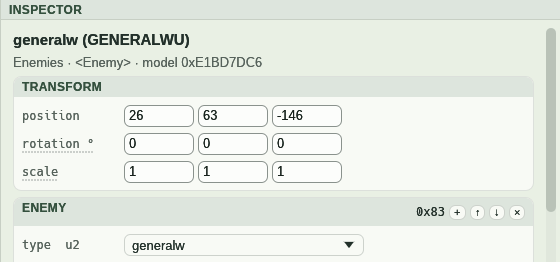 INSPECTOR
generalw (GENERALWU)
Enemies · <Enemy> · model 0xE1BD7DC6
TRANSFORM
position 26 63 -146
rotation ° 0 0 0
scale 1 1 1
ENEMY 0x83 + ↑ ↓ ×
type u2 generalw